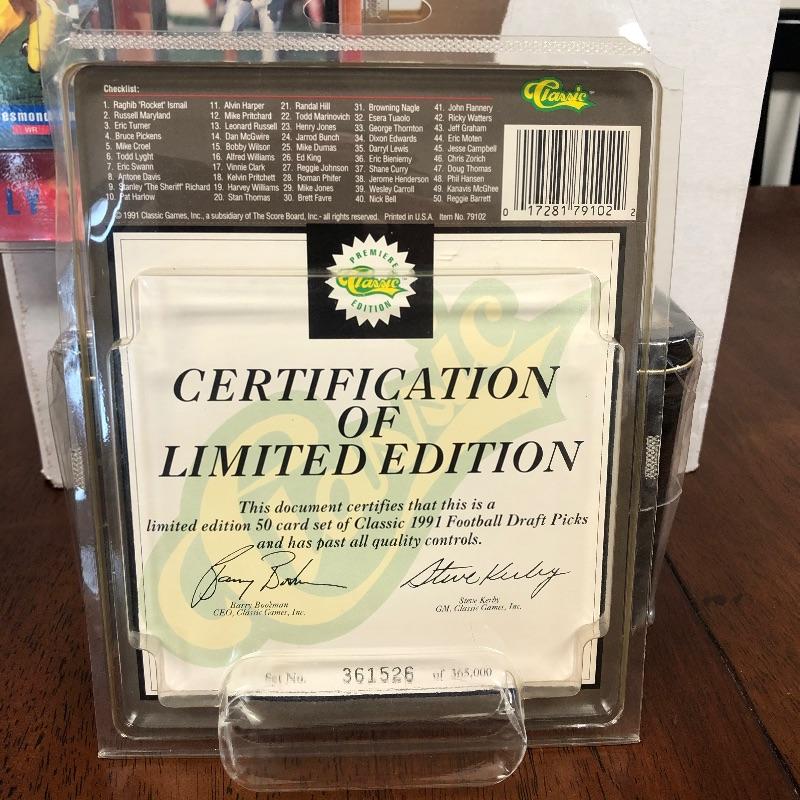 esmond
WR
Checklist:
1. Raghib "Rocket" Ismail
2. Russell Maryland
3. Eric Turner
4. Bruce Pickens
5. Mike Croel
6. Todd Lyght
7. Eric Swann
8. Antone Davis
9. Stanley "The Sheriff" Richard
10. Pat Harlow
11. Alvin Harper
12. Mike Pritchard
13. Leonard Russell
14. Dan McGwire
15. Bobby Wilson
16. Alfred Williams
17. Vinnie Clark
18. Kelvin Pritchett
19. Harvey Williams
20. Stan Thomas
21. Randal Hill
22. Todd Marinovich
23. Henry Jones
24. Jarrod Bunch
25. Mike Dumas
26. Ed King
27. Reggie Johnson
28. Roman Phifer
29. Mike Jones
30. Brett Favre
31. Browning Nagle
32. Esera Tuaolo
33. George Thornton
34. Dixon Edwards
35. Darryl Lewis
36. Eric Bieniemy
37. Shane Curry
38. Jerome Henderson
39. Wesley Carroll
40. Nick Bell
41. John Flannery
42. Ricky Watters
43. Jeff Graham
44. Eric Moten
45. Jesse Campbell
46. Chris Zorich
47. Doug Thomas
48. Phil Hansen
49. Kanavis McGhee
50. Reggie Barrett
© 1991 Classic Games, Inc., a subsidiary of The Score Board, Inc.- all rights reserved. Printed in U.S.A. Item No. 79102
Classic™
0 17281 79102 2
PREMIERE
Classic
EDITION
CERTIFICATION
OF
LIMITED EDITION
This document certifies that this is a
limited edition 50 card set of Classic 1991 Football Draft Picks
and has past all quality controls.
Barry Bookman
CEO, Classic Games, Inc.
Steve Kerby
Steve Kerby
GM, Classic Games, Inc.
Set No. 361526 of 365,000